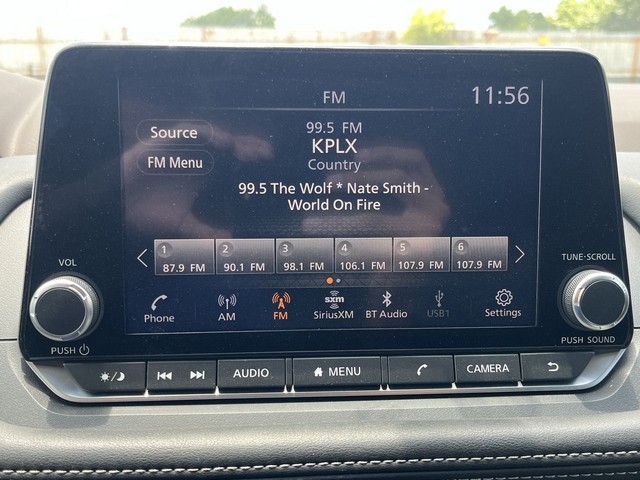 FM
11:56
Source
99.5 FM
KPLX
FM Menu
Country
99.5 The Wolf * Nate Smith -
World On Fire
1 2 3 4 5 6
87.9 FM 90.1 FM 98.1 FM 106.1 FM 107.9 FM 107.9 FM
VOL
TUNE·SCROLL
sxm
Phone AM FM SiriusXM BT Audio USB1 Settings
PUSH
PUSH SOUND
AUDIO MENU CAMERA